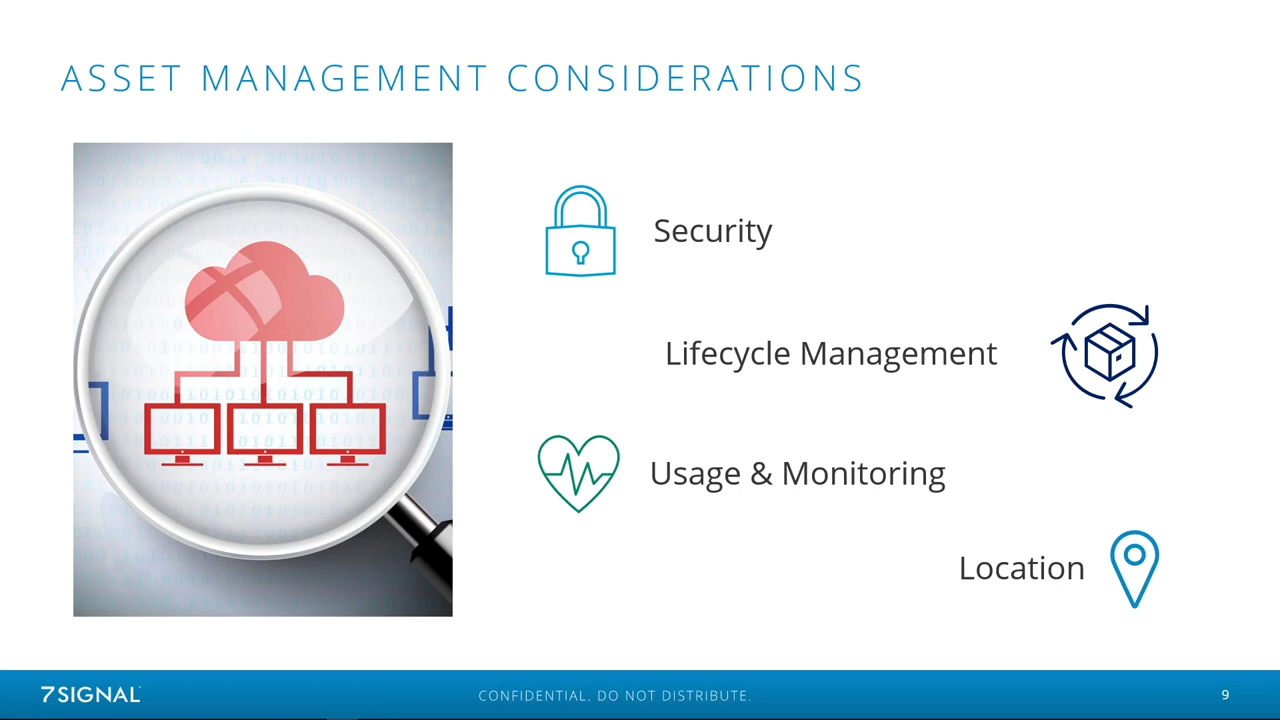 ASSET MANAGEMENT CONSIDERATIONS
Security
Lifecycle Management
Usage & Monitoring
Location
7SIGNAL
CONFIDENTIAL. DO NOT DISTRIBUTE.
9